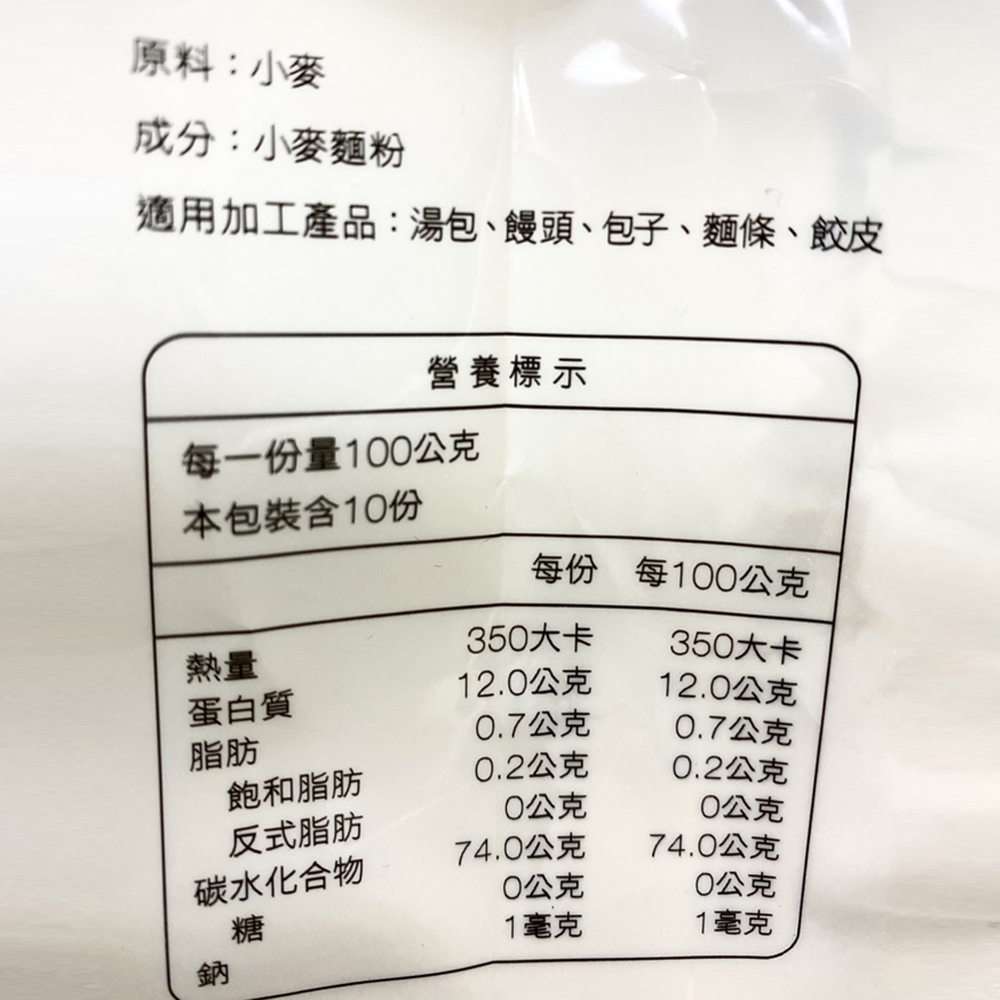 原料：小麥
成分：小麥麵粉
適用加工產品：湯包、饅頭、包子、麵條、餃皮
營養標示
每一份量100公克
本包裝含10份
每份 每100公克
熱量 350大卡 350大卡
蛋白質 12.0公克 12.0公克
脂肪 0.7公克 0.7公克
飽和脂肪 0.2公克 0.2公克
反式脂肪 0公克 0公克
碳水化合物 74.0公克 74.0公克
糖 0公克 0公克
鈉 1毫克 1毫克